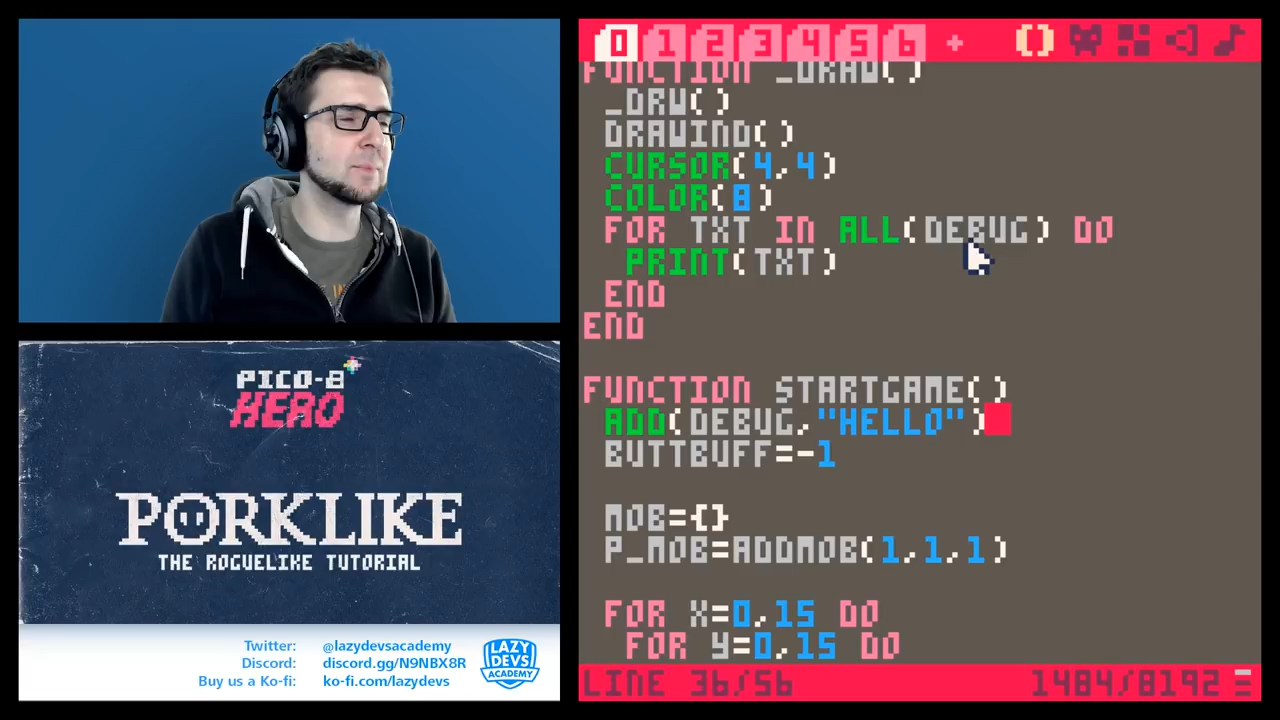 0 1 2 3 4 5 6 +
FUNCTION _DRAW()
_DRW()
DRAWIND()
CURSOR(4,4)
COLOR(8)
FOR TXT IN ALL(DEBUG) DO
PRINT(TXT)
END
END
FUNCTION STARTGAME()
ADD(DEBUG,"HELLO")
BUTTBUFF=-1
MOB={}
P_MOB=ADDMOB(1,1,1)
FOR X=0,15 DO
FOR Y=0,15 DO
LINE 36/56
1484/8192
PICO-8
HERO
PORKLIKE
THE ROGUELIKE TUTORIAL
Twitter: @lazydevsacademy
Discord: discord.gg/N9NBX8R
Buy us a Ko-fi: ko-fi.com/lazydevs
LAZY
DEVS
ACADEMY